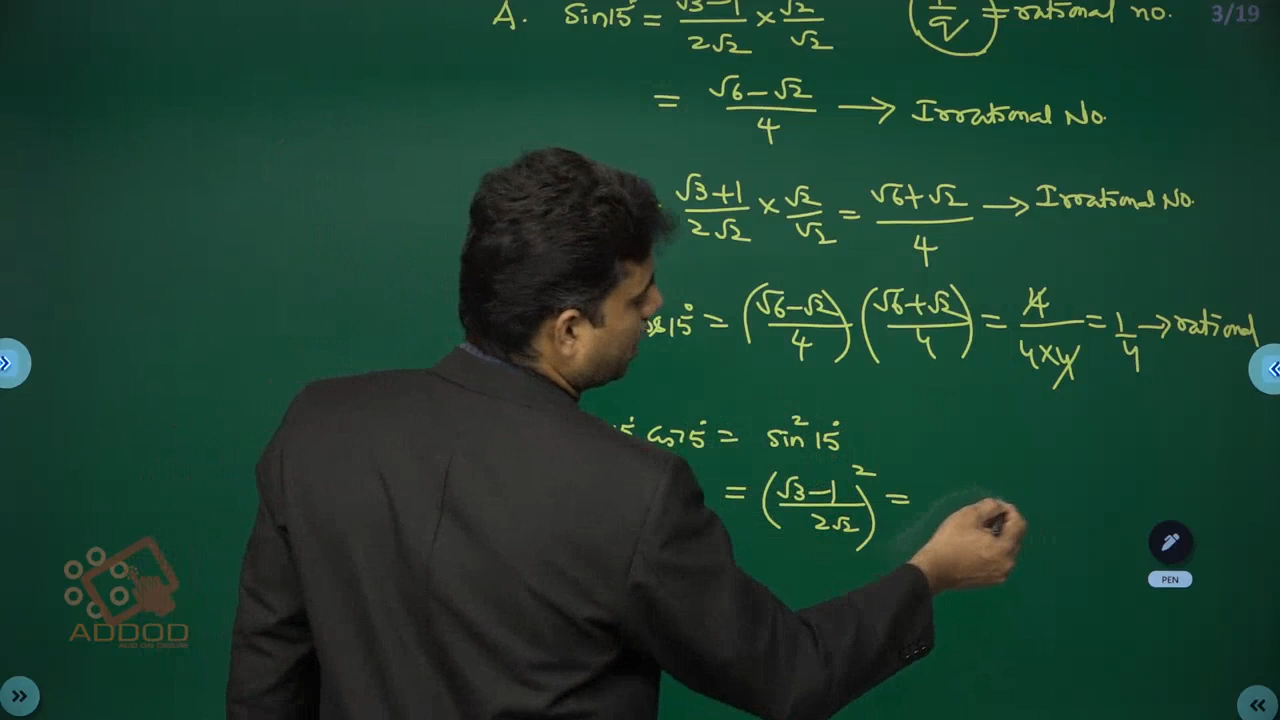 A. sin15° = √3−1/2√2 × √2/√2 /q = rational no. 3/19
= √6−√2/4 → Irrational No.
√3+1/2√2 × √2/√2 = √6+√2/4 → Irrational No.
15° = (√6−√2/4)(√6+√2/4) = 4/4×4 = 1/4 → rational
cos75° = sin²15°
= (√3−1/2√2)² =
PEN
ADDOD